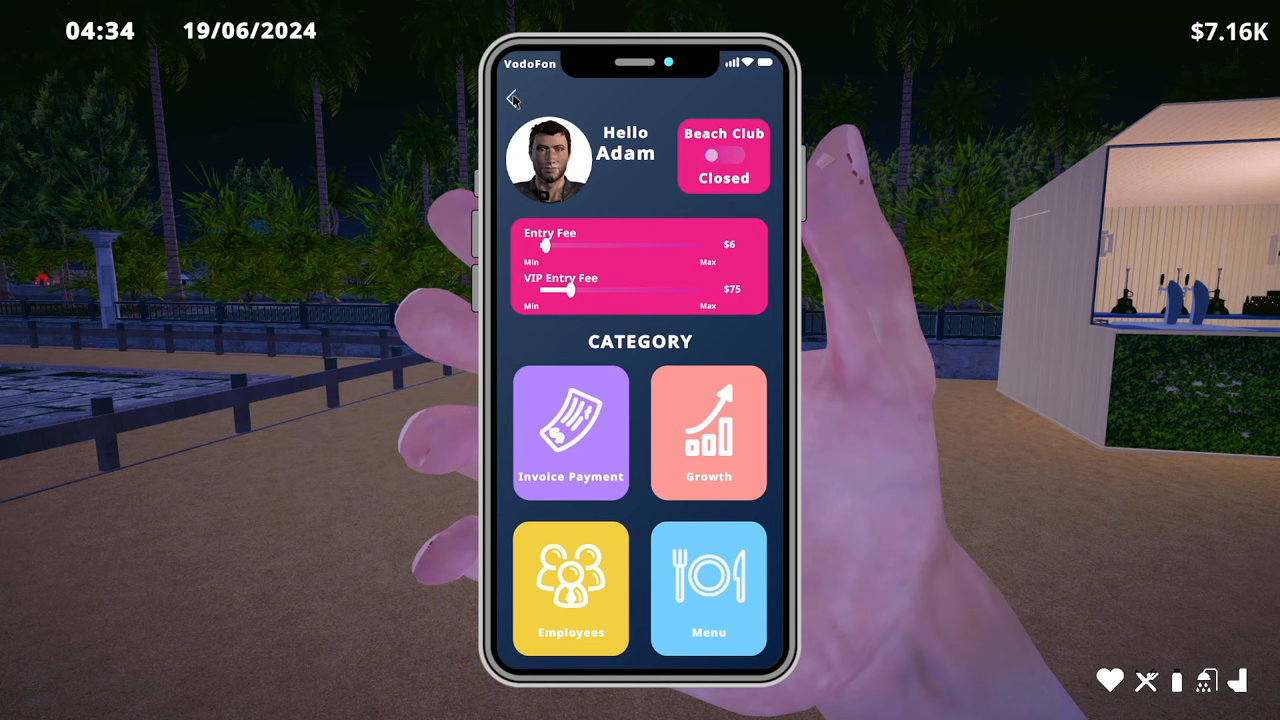 04:34 19/06/2024 $7.16K
VodoFon
Hello
Adam
Beach Club
Closed
Entry Fee
$6
Min Max
VIP Entry Fee
$75
Min Max
CATEGORY
Invoice Payment Growth
Employees Menu